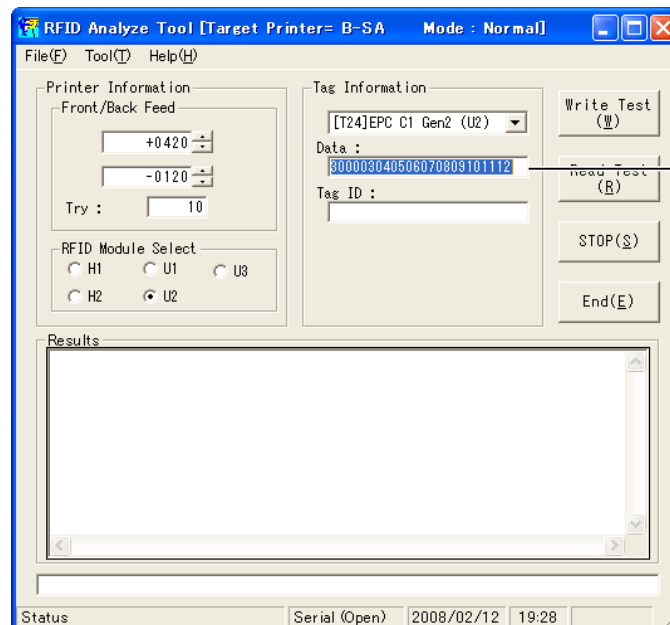 RFID Analyze Tool [Target Printer= B-SA Mode : Normal]
File(F) Tool(T) Help(H)
Printer Information
Front/Back Feed
+0420
-0120
Try : 10
RFID Module Select
H1 U1 U3
H2 U2
Tag Information
[T24]EPC C1 Gen2 (U2)
Data :
300003040506070809101112
Tag ID :
Write Test
(W)
Read Test
(R)
STOP(S)
End(E)
Results
Status Serial (Open) 2008/02/12 19:28